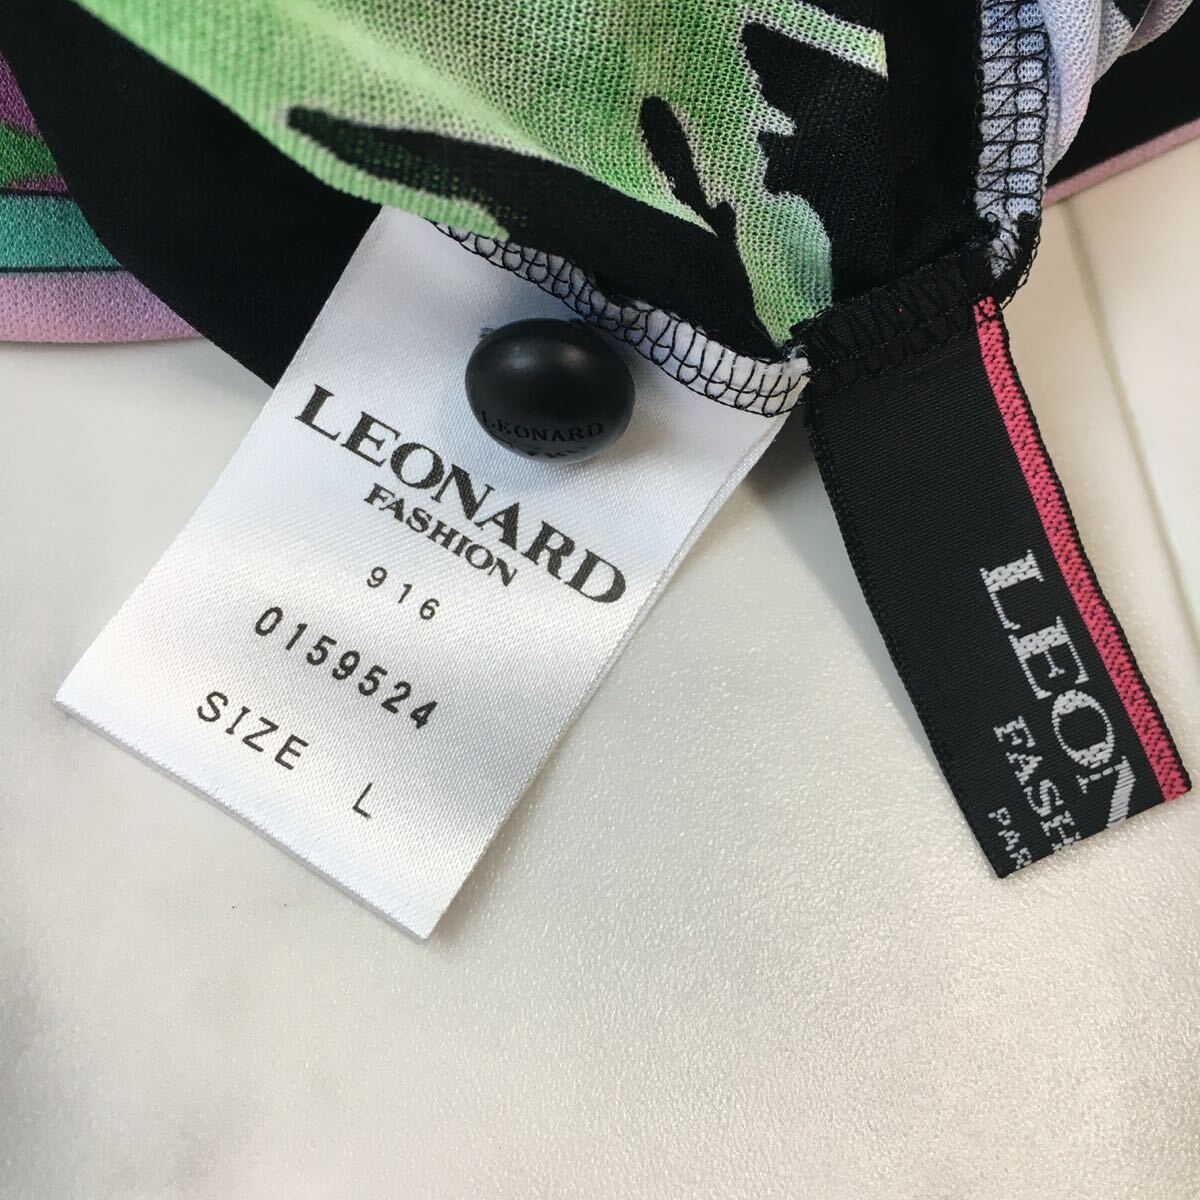 LEONARD
FASHION
916
0159524
SIZE L
LEONARD
LEON
FASH
PAR